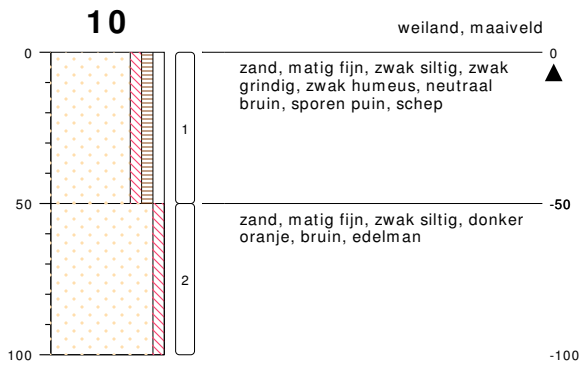 10
weiland, maaiveld
0
0
zand, matig fijn, zwak siltig, zwak
grindig, zwak humeus, neutraal
bruin, sporen puin, schep
1
50
-50
zand, matig fijn, zwak siltig, donker
oranje, bruin, edelman
2
100
-100